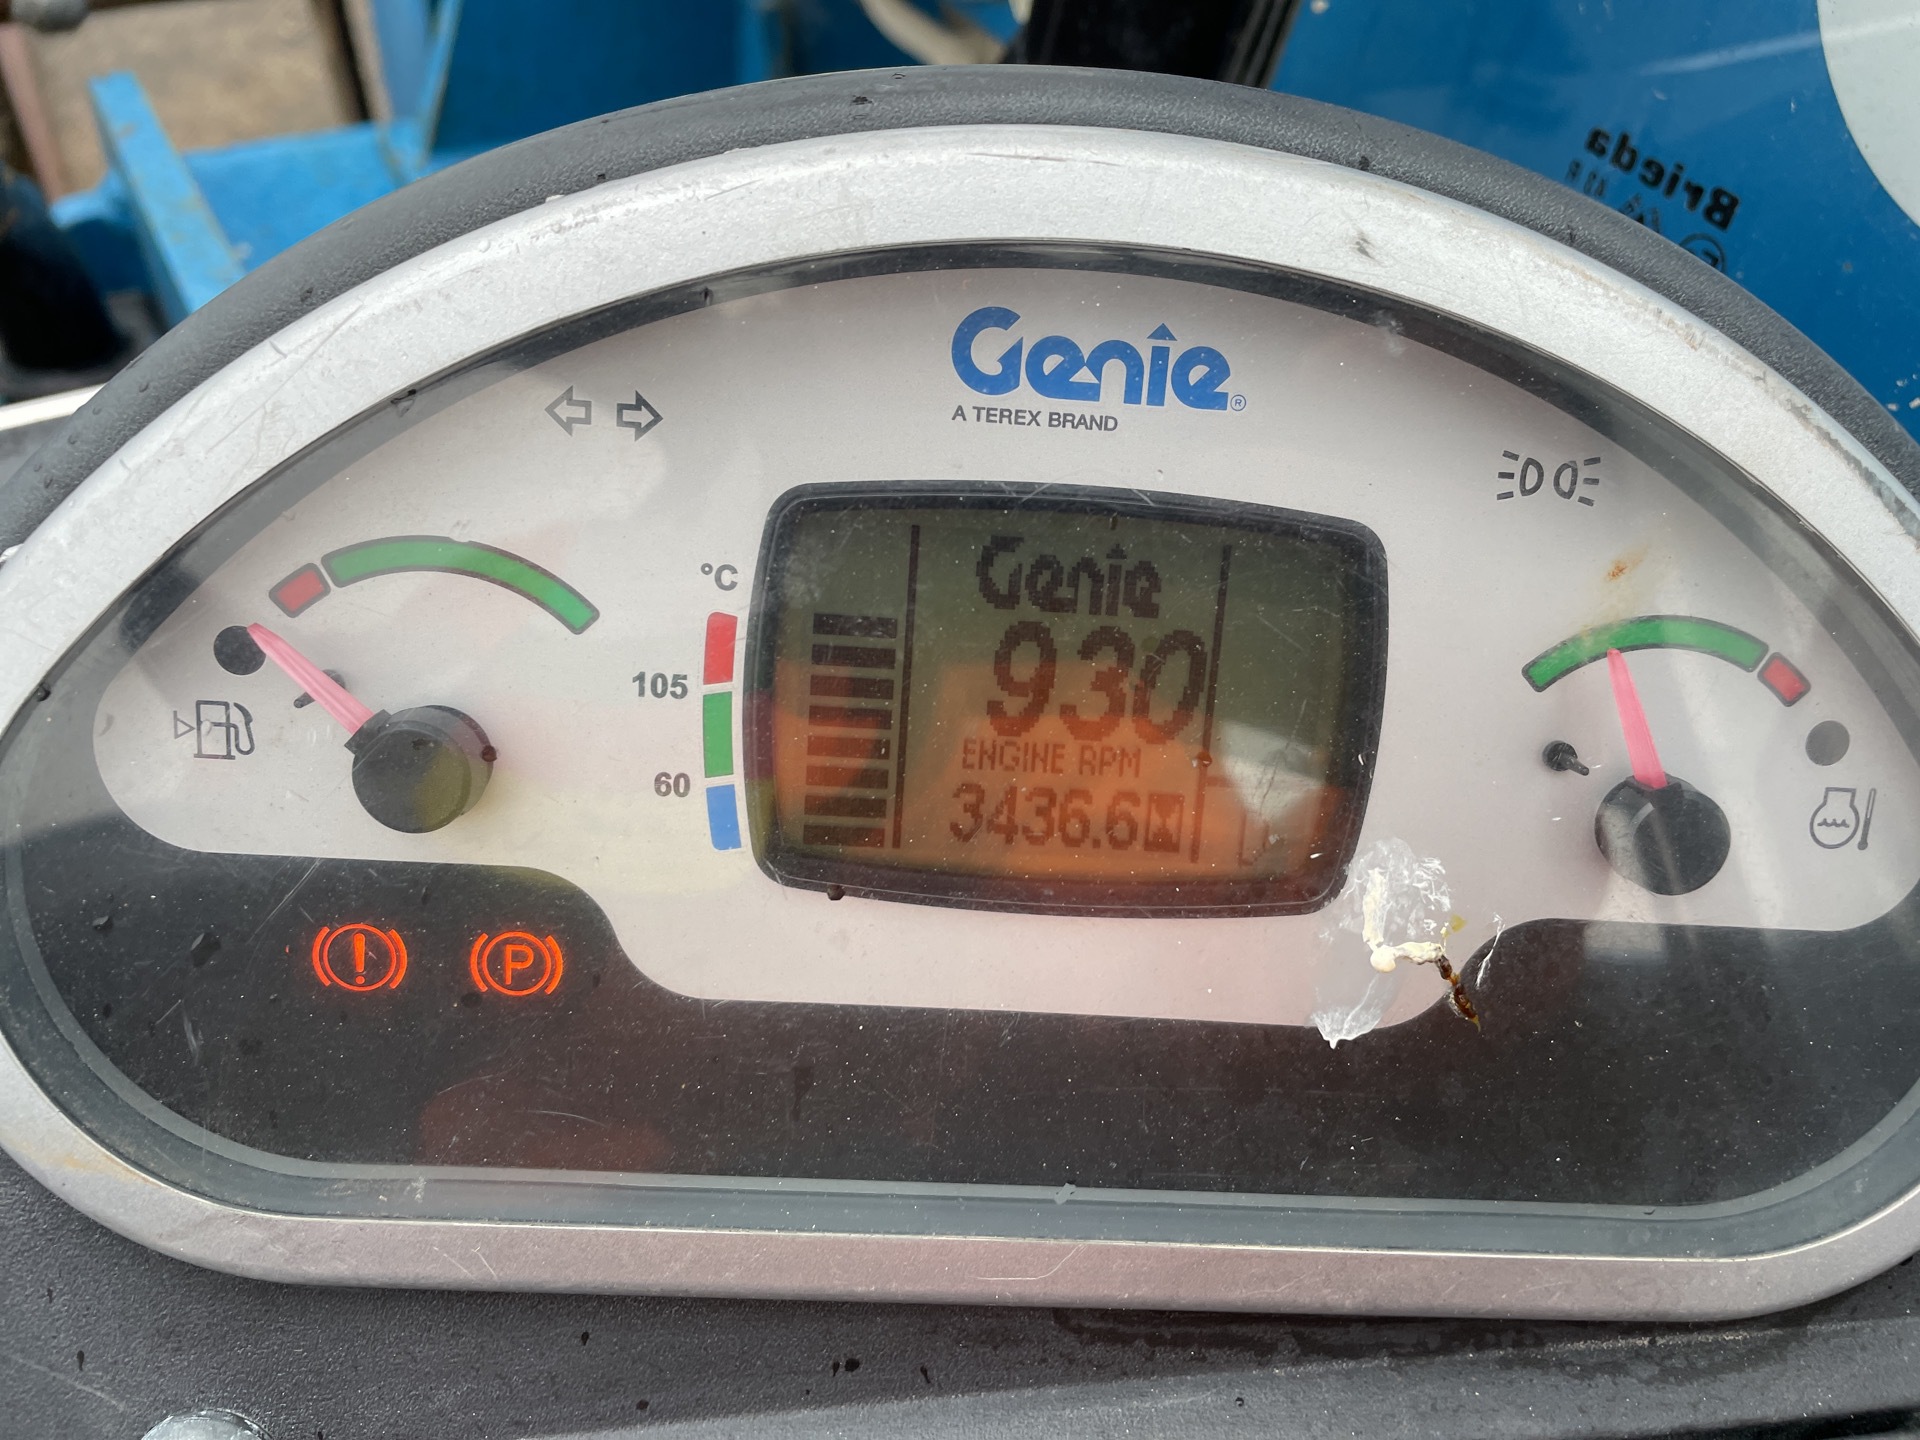 Brieda
Genie®
A TEREX BRAND
°C
105
60
Genie
930
ENGINE RPM
3436.6
P